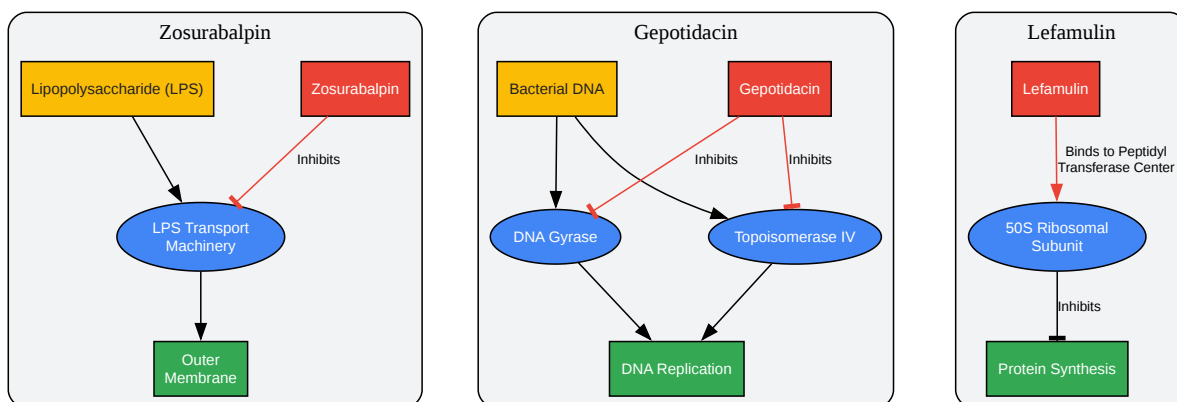 Zosurabalpin
Lipopolysaccharide (LPS)
Zosurabalpin
Inhibits
LPS Transport
Machinery
Outer
Membrane
Gepotidacin
Bacterial DNA
Gepotidacin
Inhibits
Inhibits
DNA Gyrase
Topoisomerase IV
DNA Replication
Lefamulin
Lefamulin
Binds to Peptidyl
Transferase Center
50S Ribosomal
Subunit
Inhibits
Protein Synthesis